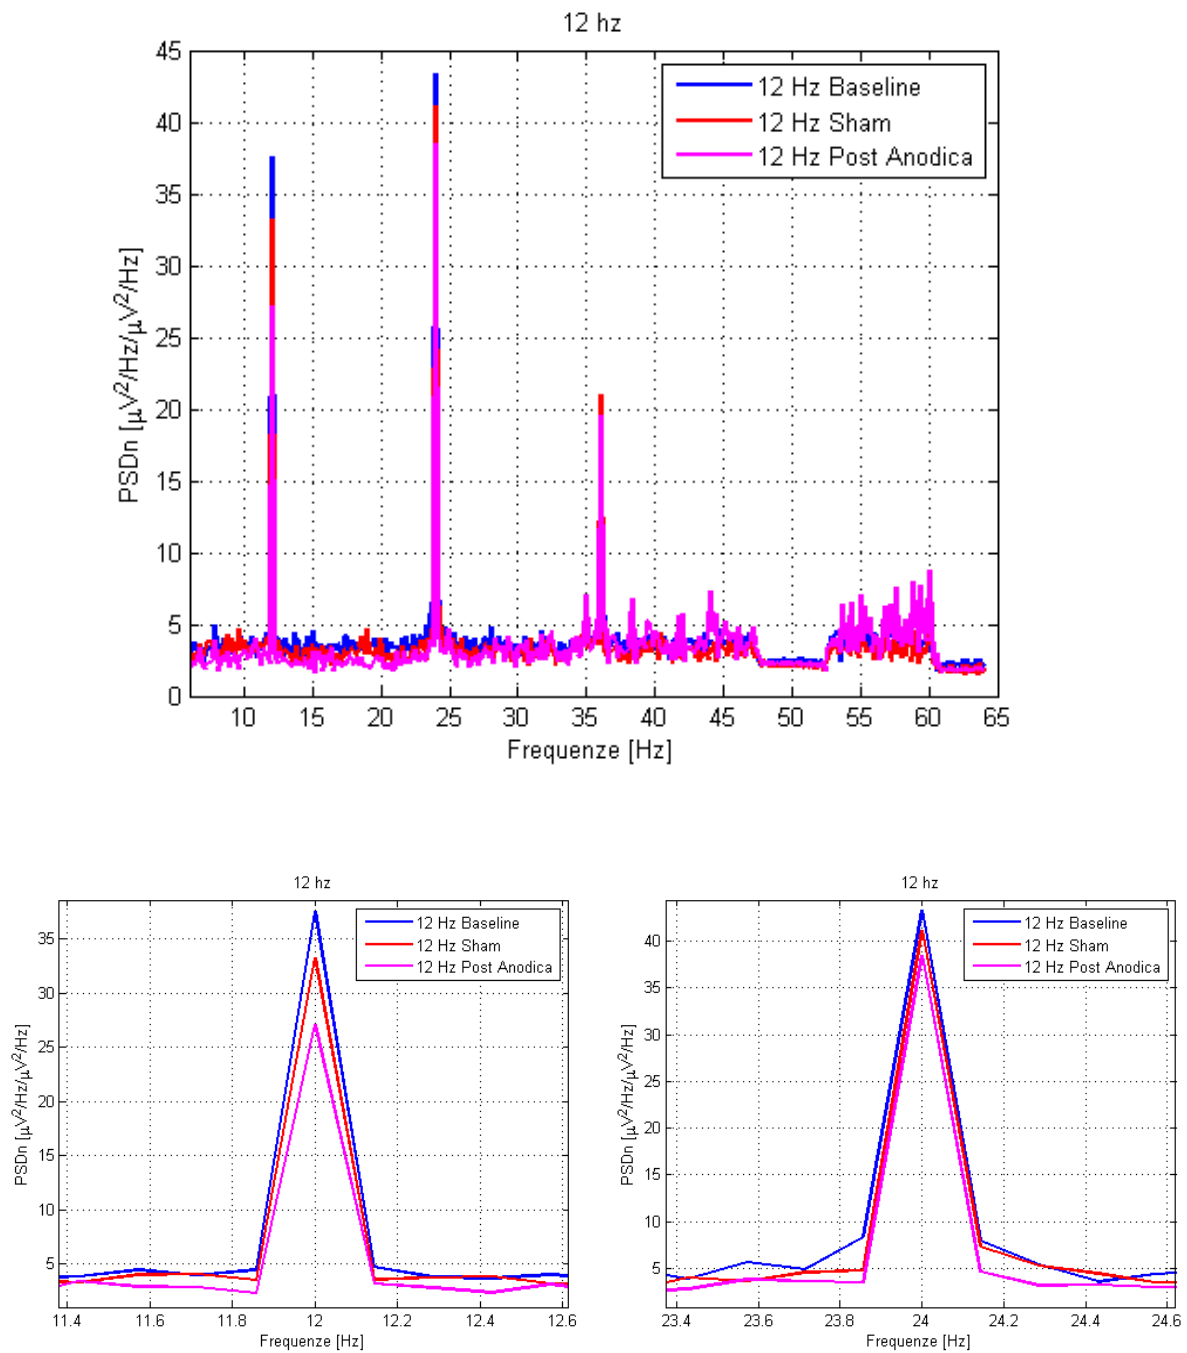 12 hz
45
40
35
30
25
20
15
10
5
0
PSDn [μV²/Hz/μV²/Hz]
12 Hz Baseline
12 Hz Sham
12 Hz Post Anodica
10 15 20 25 30 35 40 45 50 55 60 65
Frequenze [Hz]
12 hz
35
30
25
20
15
10
5
PSDn [μV²/Hz/μV²/Hz]
12 Hz Baseline
12 Hz Sham
12 Hz Post Anodica
11.4 11.6 11.8 12 12.2 12.4 12.6
Frequenze [Hz]
12 hz
40
35
30
25
20
15
10
5
PSDn [μV²/Hz/μV²/Hz]
12 Hz Baseline
12 Hz Sham
12 Hz Post Anodica
23.4 23.6 23.8 24 24.2 24.4 24.6
Frequenze [Hz]